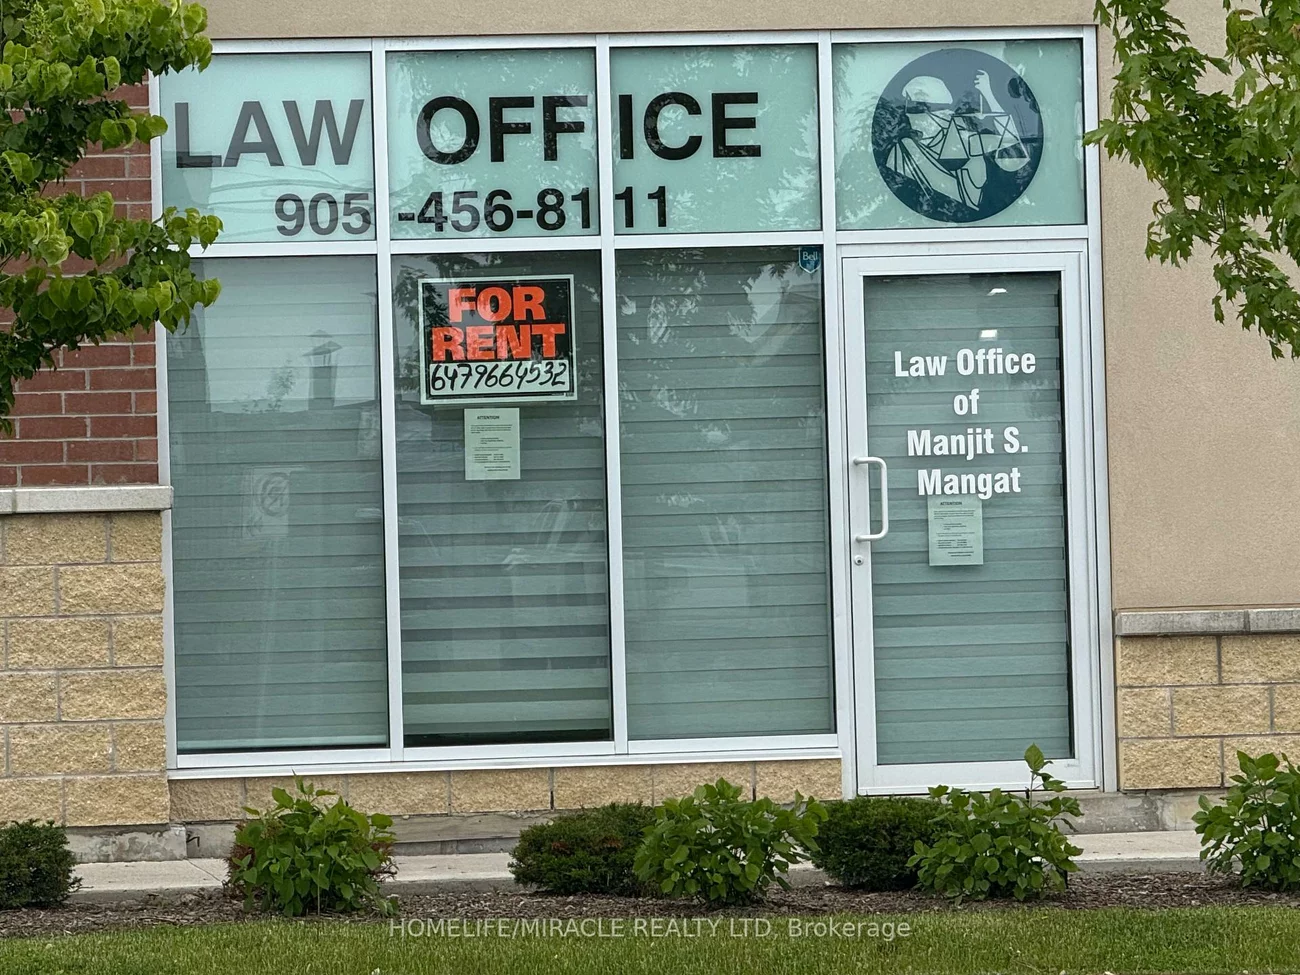 LAW OFFICE
905-456-8111
Bell
FOR
RENT
6479664532
ATTENTION
Law Office
of
Manjit S.
Mangat
ATTENTION
HOMELIFE/MIRACLE REALTY LTD. Brokerage